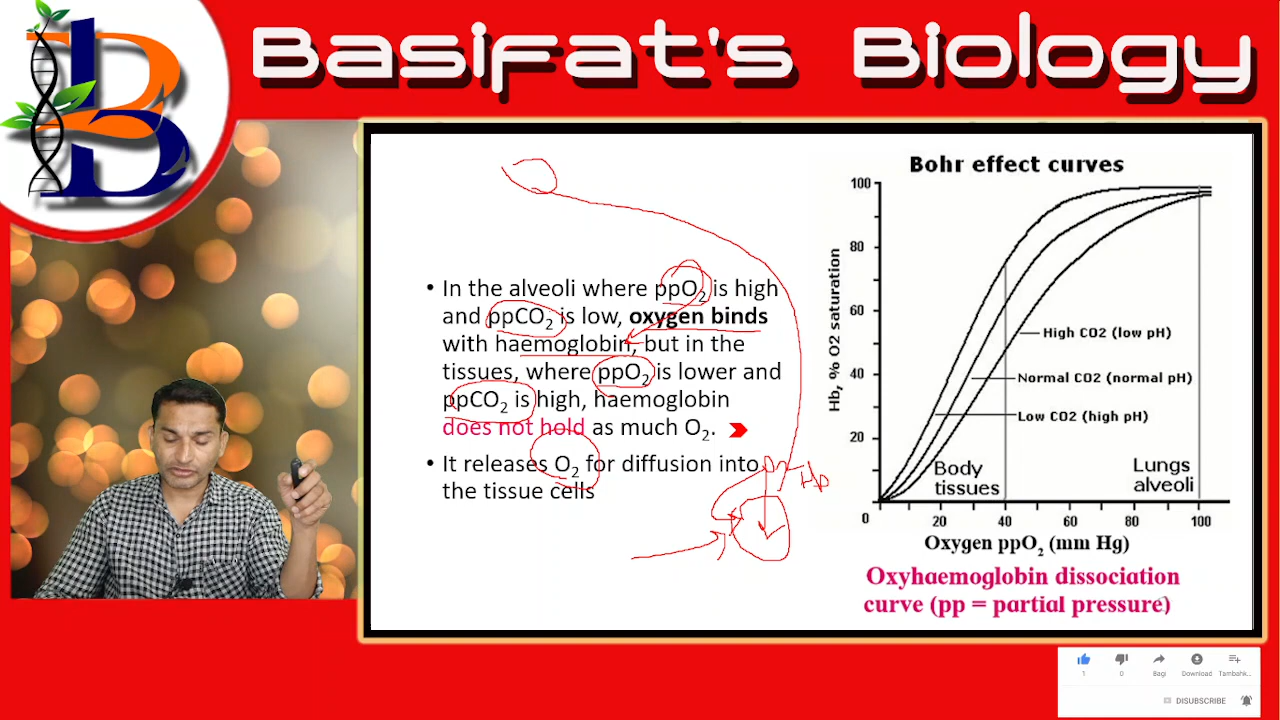 Basifat's Biology
B
• In the alveoli where ppO₂ is high
and ppCO₂ is low, oxygen binds
with haemoglobin, but in the
tissues, where ppO₂ is lower and
ppCO₂ is high, haemoglobin
does not hold as much O₂.
• It releases O₂ for diffusion into
the tissue cells
Hp
Bohr effect curves
Hb, % O2 saturation
100
80
60
40
20
0
High CO2 (low pH)
Normal CO2 (normal pH)
Low CO2 (high pH)
Body
tissues
Lungs
alveoli
20 40 60 80 100
Oxygen ppO₂ (mm Hg)
Oxyhaemoglobin dissociation
curve (pp = partial pressure)
1 0 Bagi Download Tambahk...
DISUBSCRIBE